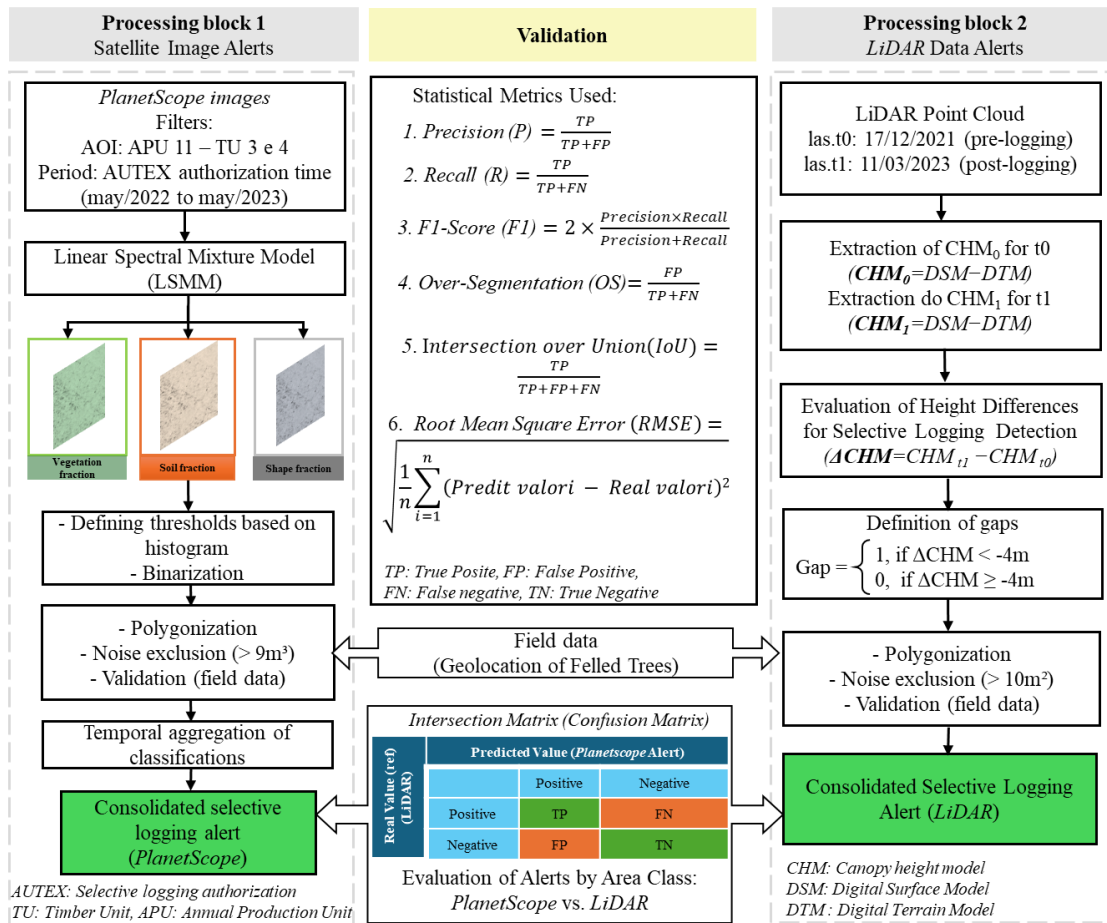 Processing block 1
Satellite Image Alerts
PlanetScope images
Filters:
AOI: APU 11 – TU 3 e 4
Period: AUTEX authorization time
(may/2022 to may/2023)
Linear Spectral Mixture Model
(LSMM)
Vegetation
fraction
Soil fraction
Shape fraction
- Defining thresholds based on
histogram
- Binarization
- Polygonization
- Noise exclusion (> 9m³)
- Validation (field data)
Temporal aggregation of
classifications
Consolidated selective
logging alert
(PlanetScope)
AUTEX: Selective logging authorization
TU: Timber Unit, APU: Annual Production Unit
Validation
Statistical Metrics Used:
1. Precision (P) = TP / TP+FP
2. Recall (R) = TP / TP+FN
3. F1-Score (F1) = 2 × Precision×Recall / Precision+Recall
4. Over-Segmentation (OS)= FP / TP+FN
5. Intersection over Union(IoU) =
TP / TP+FP+FN
6. Root Mean Square Error (RMSE) =
√ 1/n ∑ n i=1 (Predit valori − Real valori)²
TP: True Posite, FP: False Positive,
FN: False negative, TN: True Negative
Field data
(Geolocation of Felled Trees)
Intersection Matrix (Confusion Matrix)
Real Value (ref)
(LiDAR)
Predicted Value (Planetscope Alert)
Positive Negative
Positive TP FN
Negative FP TN
Evaluation of Alerts by Area Class:
PlanetScope vs. LiDAR
Processing block 2
LiDAR Data Alerts
LiDAR Point Cloud
las.t0: 17/12/2021 (pre-logging)
las.t1: 11/03/2023 (post-logging)
Extraction of CHM₀ for t0
(CHM₀=DSM−DTM)
Extraction do CHM₁ for t1
(CHM₁=DSM−DTM)
Evaluation of Height Differences
for Selective Logging Detection
(ΔCHM=CHM t1 −CHM t0)
Definition of gaps
Gap = { 1, if ΔCHM < -4m
0, if ΔCHM ≥ -4m
- Polygonization
- Noise exclusion (> 10m²)
- Validation (field data)
Consolidated Selective Logging
Alert (LiDAR)
CHM: Canopy height model
DSM: Digital Surface Model
DTM : Digital Terrain Model